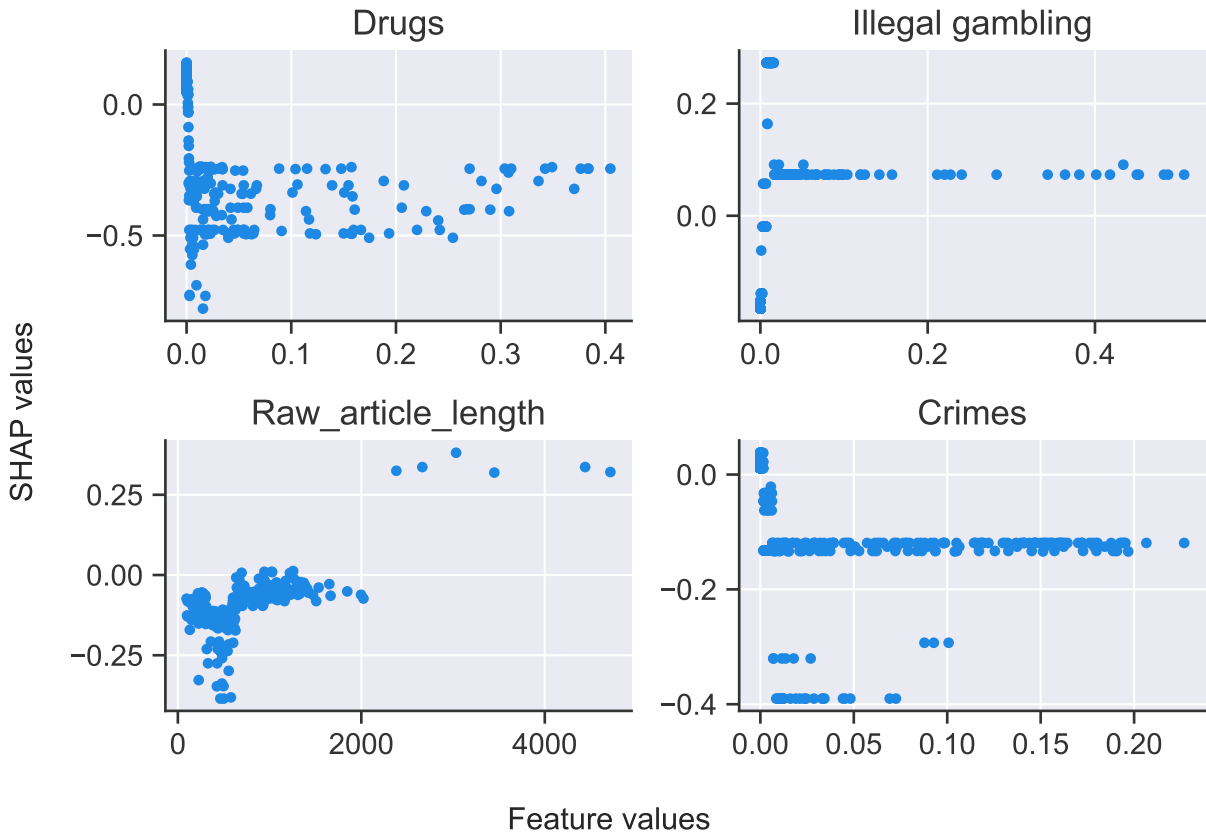 Drugs
Illegal gambling
0.0
−0.5
0.0 0.1 0.2 0.3 0.4
0.2
0.0
0.0 0.2 0.4
SHAP values
Raw_article_length
Crimes
0.25
0.00
−0.25
0 2000 4000
0.0
−0.2
−0.4
0.00 0.05 0.10 0.15 0.20
Feature values